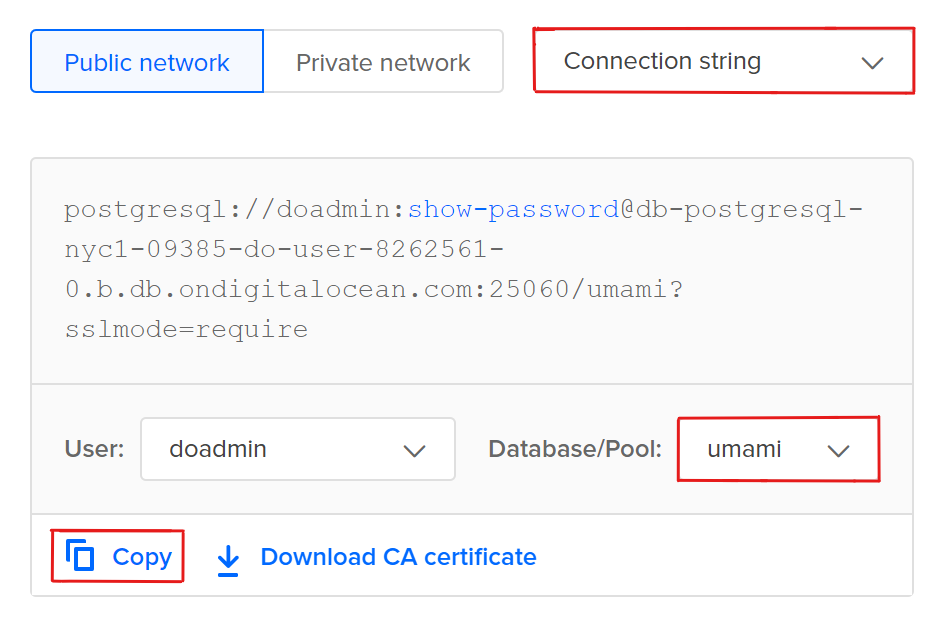 Public network Private network Connection string
postgresql://doadmin:show-password@db-postgresql-
nyc1-09385-do-user-8262561-
0.b.db.ondigitalocean.com:25060/umami?
sslmode=require
User: doadmin Database/Pool: umami
Copy Download CA certificate